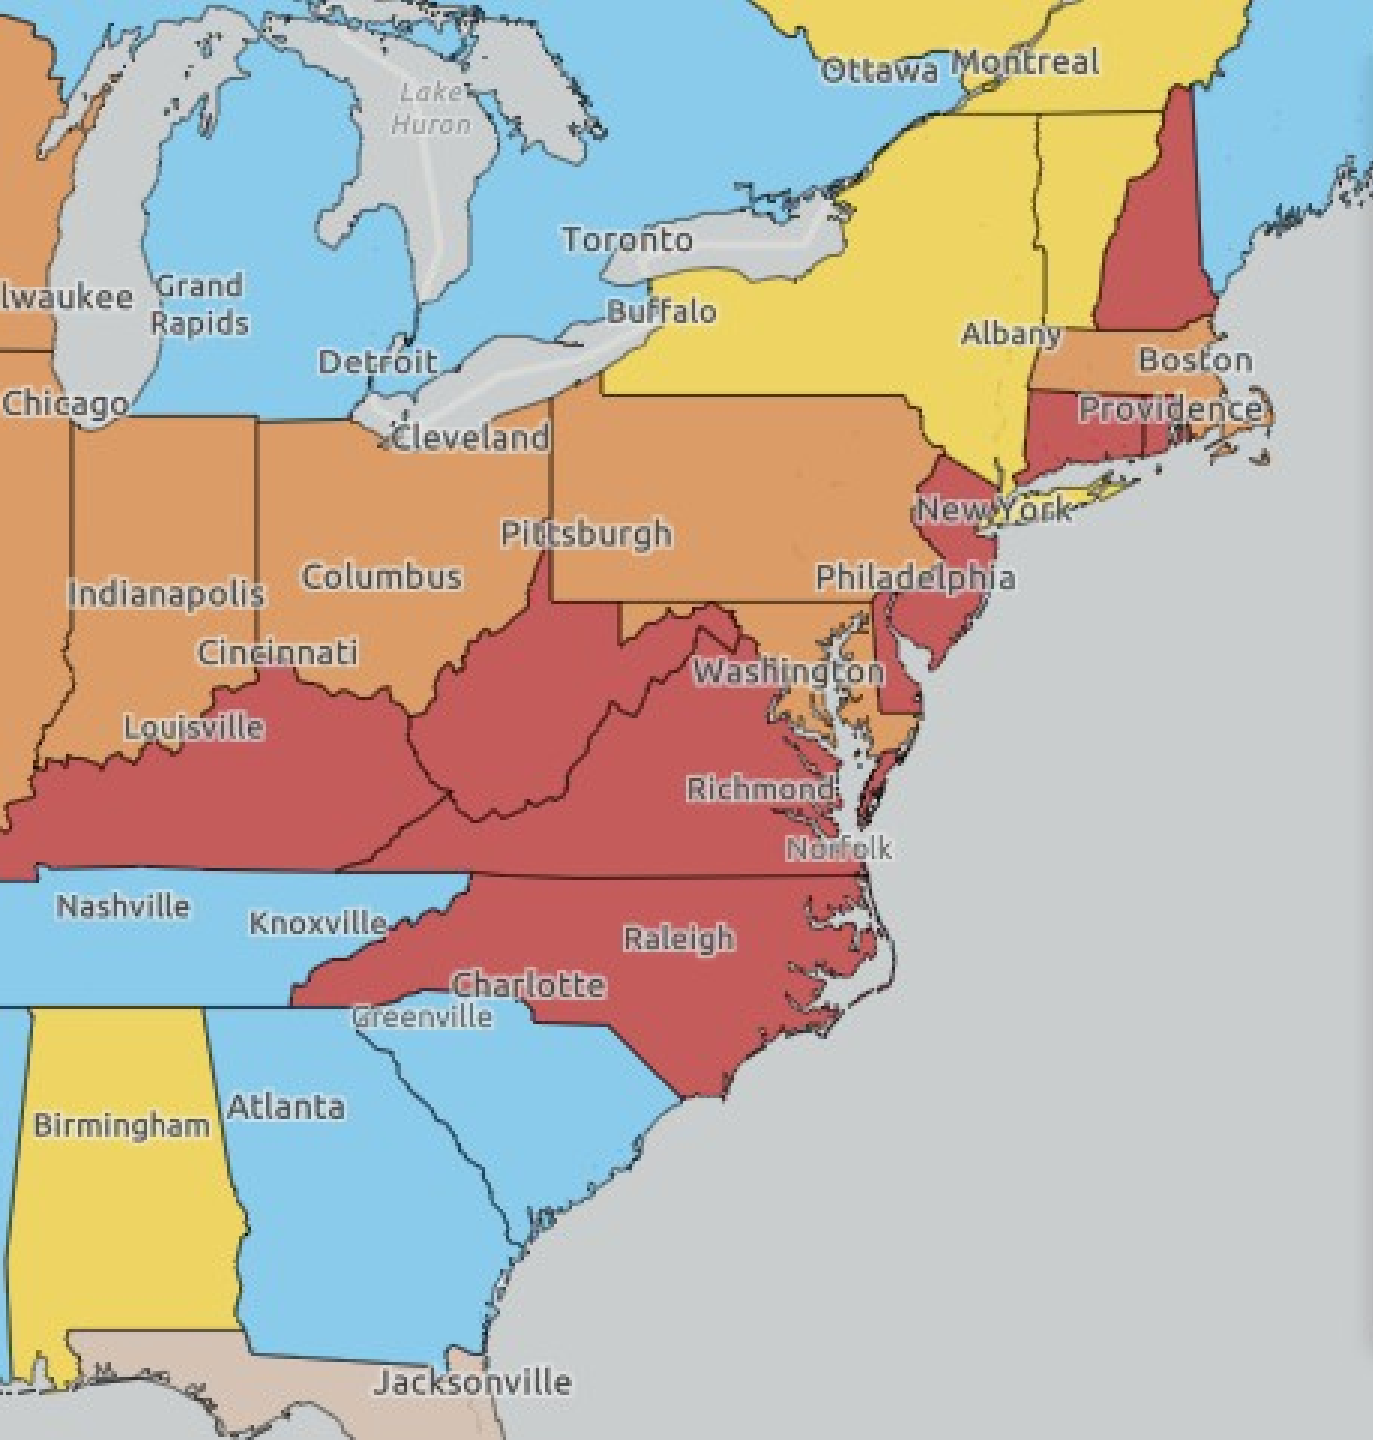 Ottawa
Montreal
Lake
Huron
Toronto
lwaukee
Grand
Rapids
Buffalo
Albany
Detroit
Boston
Chicago
Providence
Cleveland
New York
Pittsburgh
Columbus
Philadelphia
Indianapolis
Cincinnati
Washington
Louisville
Richmond
Norfolk
Nashville
Knoxville
Raleigh
Charlotte
Greenville
Atlanta
Birmingham
Jacksonville